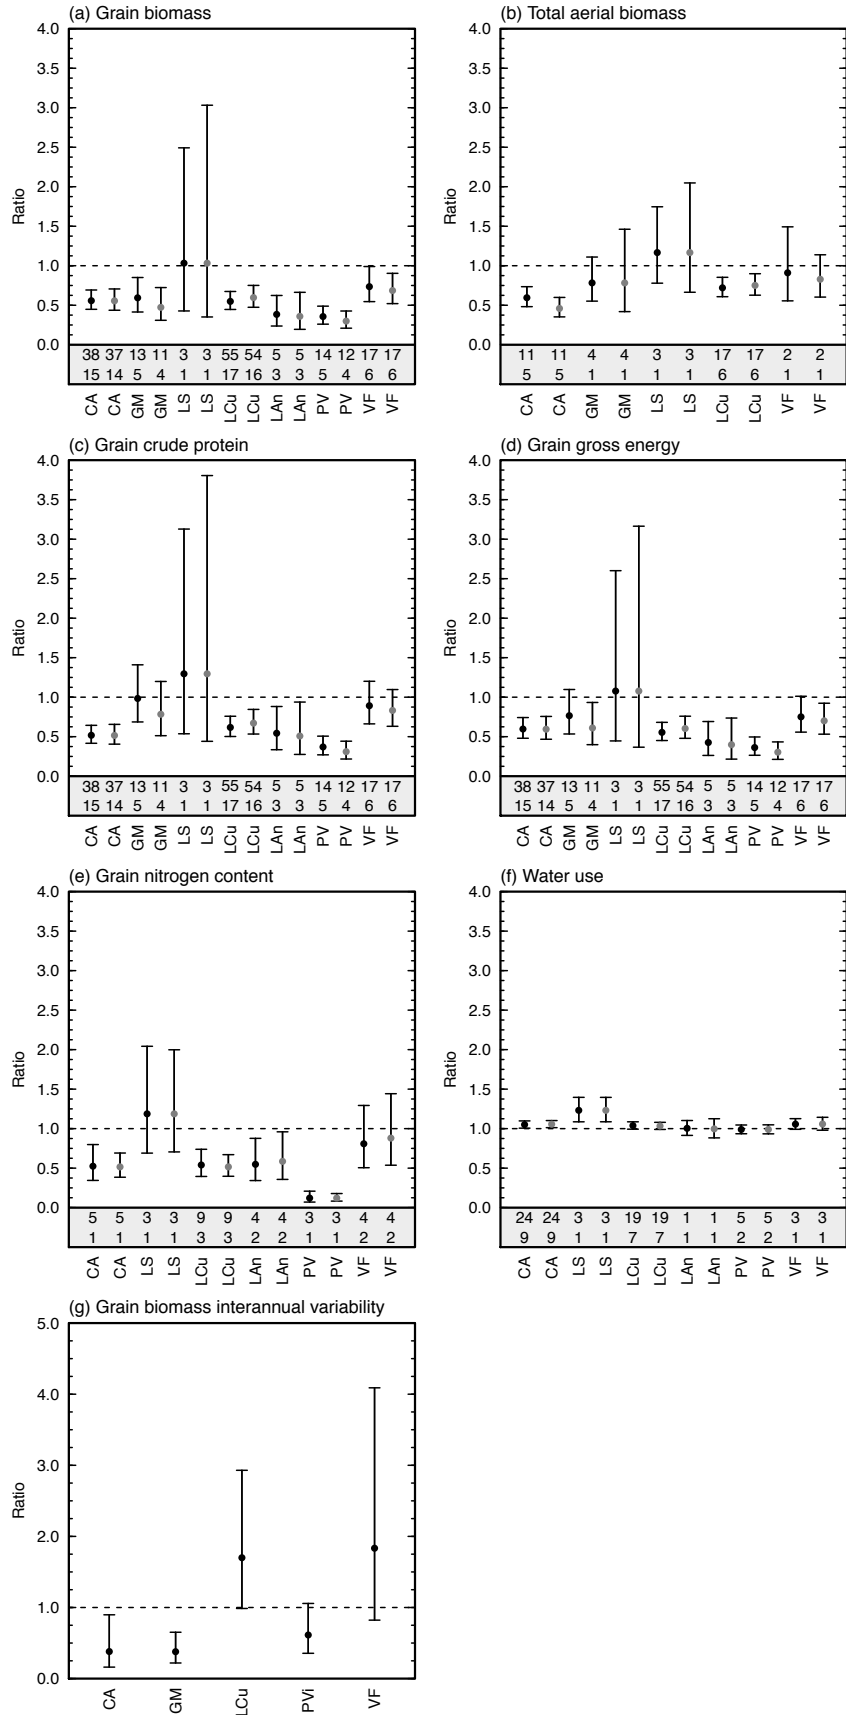 (a) Grain biomass
4.0
3.5
3.0
2.5
2.0
1.5
1.0
0.5
0.0
Ratio
38 37 13 11 3 3 55 54 5 5 14 12 17 17
15 14 5 4 1 1 17 16 3 3 5 4 6 6
CA CA GM GM LS LS LCu LCu LAn LAn PV PV VF VF
(b) Total aerial biomass
4.0
3.5
3.0
2.5
2.0
1.5
1.0
0.5
0.0
Ratio
11 11 4 4 3 3 17 17 2 2
5 5 1 1 1 1 6 6 1 1
CA CA GM GM LS LS LCu LCu VF VF
(c) Grain crude protein
4.0
3.5
3.0
2.5
2.0
1.5
1.0
0.5
0.0
Ratio
38 37 13 11 3 3 55 54 5 5 14 12 17 17
15 14 5 4 1 1 17 16 3 3 5 4 6 6
CA CA GM GM LS LS LCu LCu LAn LAn PV PV VF VF
(d) Grain gross energy
4.0
3.5
3.0
2.5
2.0
1.5
1.0
0.5
0.0
Ratio
38 37 13 11 3 3 55 54 5 5 14 12 17 17
15 14 5 4 1 1 17 16 3 3 5 4 6 6
CA CA GM GM LS LS LCu LCu LAn LAn PV PV VF VF
(e) Grain nitrogen content
4.0
3.5
3.0
2.5
2.0
1.5
1.0
0.5
0.0
Ratio
5 5 3 3 9 9 4 4 3 3 4 4
1 1 1 1 3 3 2 2 1 1 2 2
CA CA LS LS LCu LCu LAn LAn PV PV VF VF
(f) Water use
4.0
3.5
3.0
2.5
2.0
1.5
1.0
0.5
0.0
Ratio
24 24 3 3 19 19 1 1 5 5 3 3
9 9 1 1 7 7 1 1 2 2 1 1
CA CA LS LS LCu LCu LAn LAn PV PV VF VF
(g) Grain biomass interannual variability
5.0
4.0
3.0
2.0
1.0
0.0
Ratio
CA GM LCu PVi VF